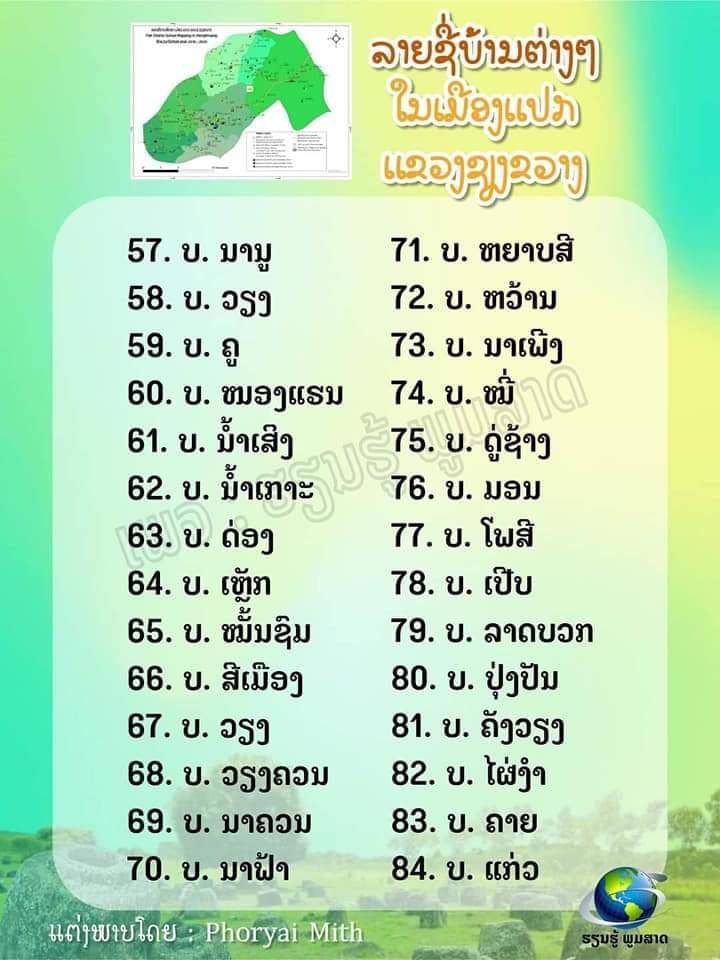 ລາຍຊື່ບ້ານຕ່າງໆ
ໃນເມືອງແປກ
ແຂວງຊຽງຂວາງ
57. ບ. ນານູ
58. ບ. ວຽງ
59. ບ. ຄູ
60. ບ. ໜອງແຮນ
61. ບ. ນ້ຳເສິງ
62. ບ. ນ້ຳເກາະ
63. ບ. ດ່ອງ
64. ບ. ເຫຼັກ
65. ບ. ໝັ້ນຊົມ
66. ບ. ສີເມືອງ
67. ບ. ວຽງ
68. ບ. ວຽງຄວນ
69. ບ. ນາຄວນ
70. ບ. ນາຟ້າ
71. ບ. ຫຍາບສີ
72. ບ. ຫວ້ານ
73. ບ. ນາເພີງ
74. ບ. ໝີ່
75. ບ. ດູ່ຊ້າງ
76. ບ. ມອນ
77. ບ. ໂພສີ
78. ບ. ເປີບ
79. ບ. ລາດບວກ
80. ບ. ປຸ່ງປັນ
81. ບ. ຄັງວຽງ
82. ບ. ໄຜ່ງຳ
83. ບ. ຄາຍ
84. ບ. ແກ່ວ
ເພຈ : ຮຽນຮູ້ ພູມສາດ
ແຕ່ງພາບໂດຍ : Phoryai Mith
ຮຽນຮູ້ ພູມສາດ